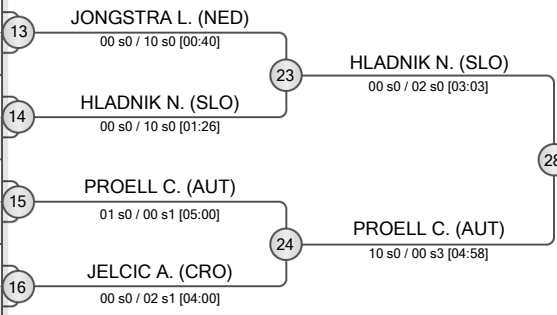 13
JONGSTRA L. (NED)
00 s0 / 10 s0 [00:40]
23
HLADNIK N. (SLO)
00 s0 / 02 s0 [03:03]
14
HLADNIK N. (SLO)
00 s0 / 10 s0 [01:26]
28
15
PROELL C. (AUT)
01 s0 / 00 s1 [05:00]
24
PROELL C. (AUT)
10 s0 / 00 s3 [04:58]
16
JELCIC A. (CRO)
00 s0 / 02 s1 [04:00]